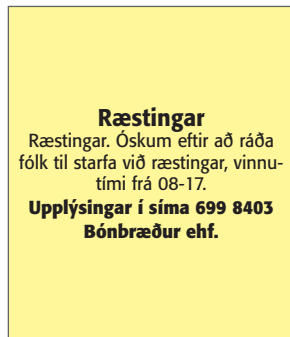 Ræstingar
Ræstingar. Óskum eftir að ráða
fólk til starfa við ræstingar, vinnu-
tími frá 08-17.
Upplýsingar í síma 699 8403
Bónbræður ehf.